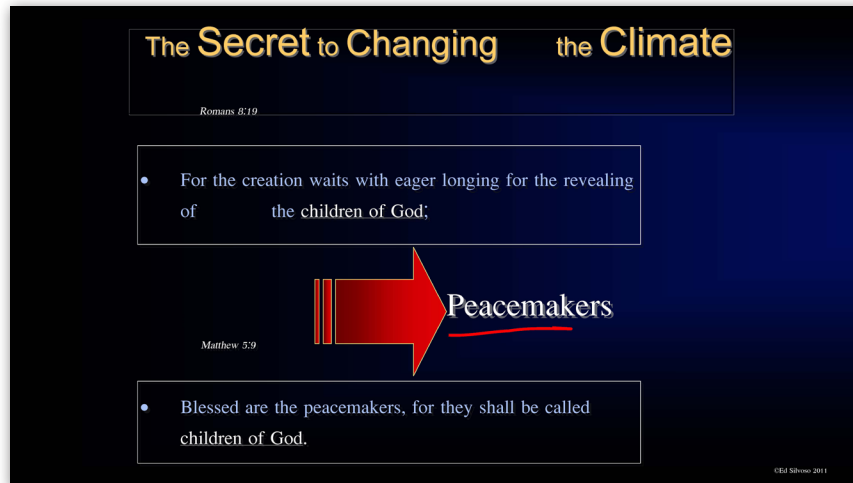 The Secret to Changing the Climate
Romans 8:19
• For the creation waits with eager longing for the revealing
of the children of God;
Peacemakers
Matthew 5:9
• Blessed are the peacemakers, for they shall be called
children of God.
©Ed Silvoso 2011